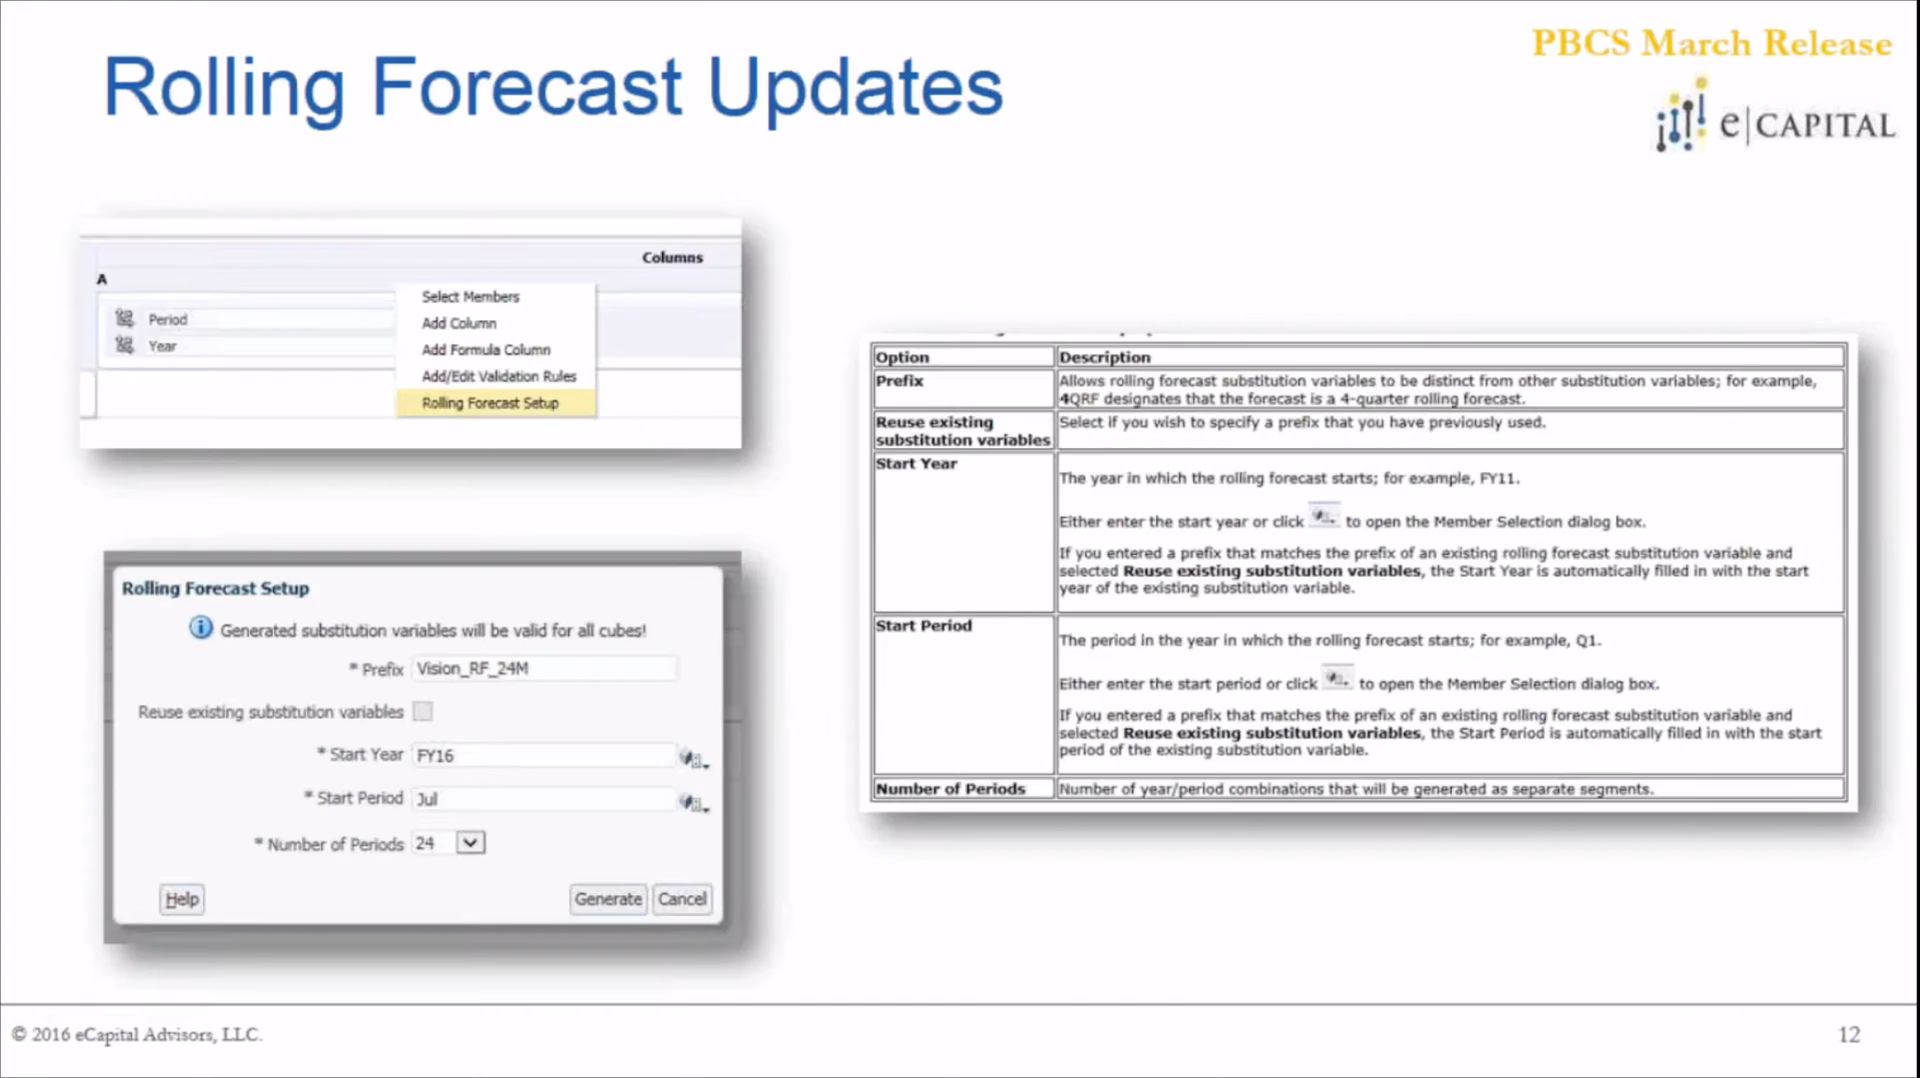 PBCS March Release
Rolling Forecast Updates
e|CAPITAL
Columns
A
Period
Year
Select Members
Add Column
Add Formula Column
Add/Edit Validation Rules
Rolling Forecast Setup
Rolling Forecast Setup
Generated substitution variables will be valid for all cubes!
* Prefix Vision_RF_24M
Reuse existing substitution variables
* Start Year FY16
* Start Period Jul
* Number of Periods 24
Help Generate Cancel
Option Description
Prefix Allows rolling forecast substitution variables to be distinct from other substitution variables; for example,
4QRF designates that the forecast is a 4-quarter rolling forecast.
Reuse existing Select if you wish to specify a prefix that you have previously used.
substitution variables
Start Year
The year in which the rolling forecast starts; for example, FY11.
Either enter the start year or click to open the Member Selection dialog box.
If you entered a prefix that matches the prefix of an existing rolling forecast substitution variable and
selected Reuse existing substitution variables, the Start Year is automatically filled in with the start
year of the existing substitution variable.
Start Period
The period in the year in which the rolling forecast starts; for example, Q1.
Either enter the start period or click to open the Member Selection dialog box.
If you entered a prefix that matches the prefix of an existing rolling forecast substitution variable and
selected Reuse existing substitution variables, the Start Period is automatically filled in with the start
period of the existing substitution variable.
Number of Periods Number of year/period combinations that will be generated as separate segments.
© 2016 eCapital Advisors, LLC.
12